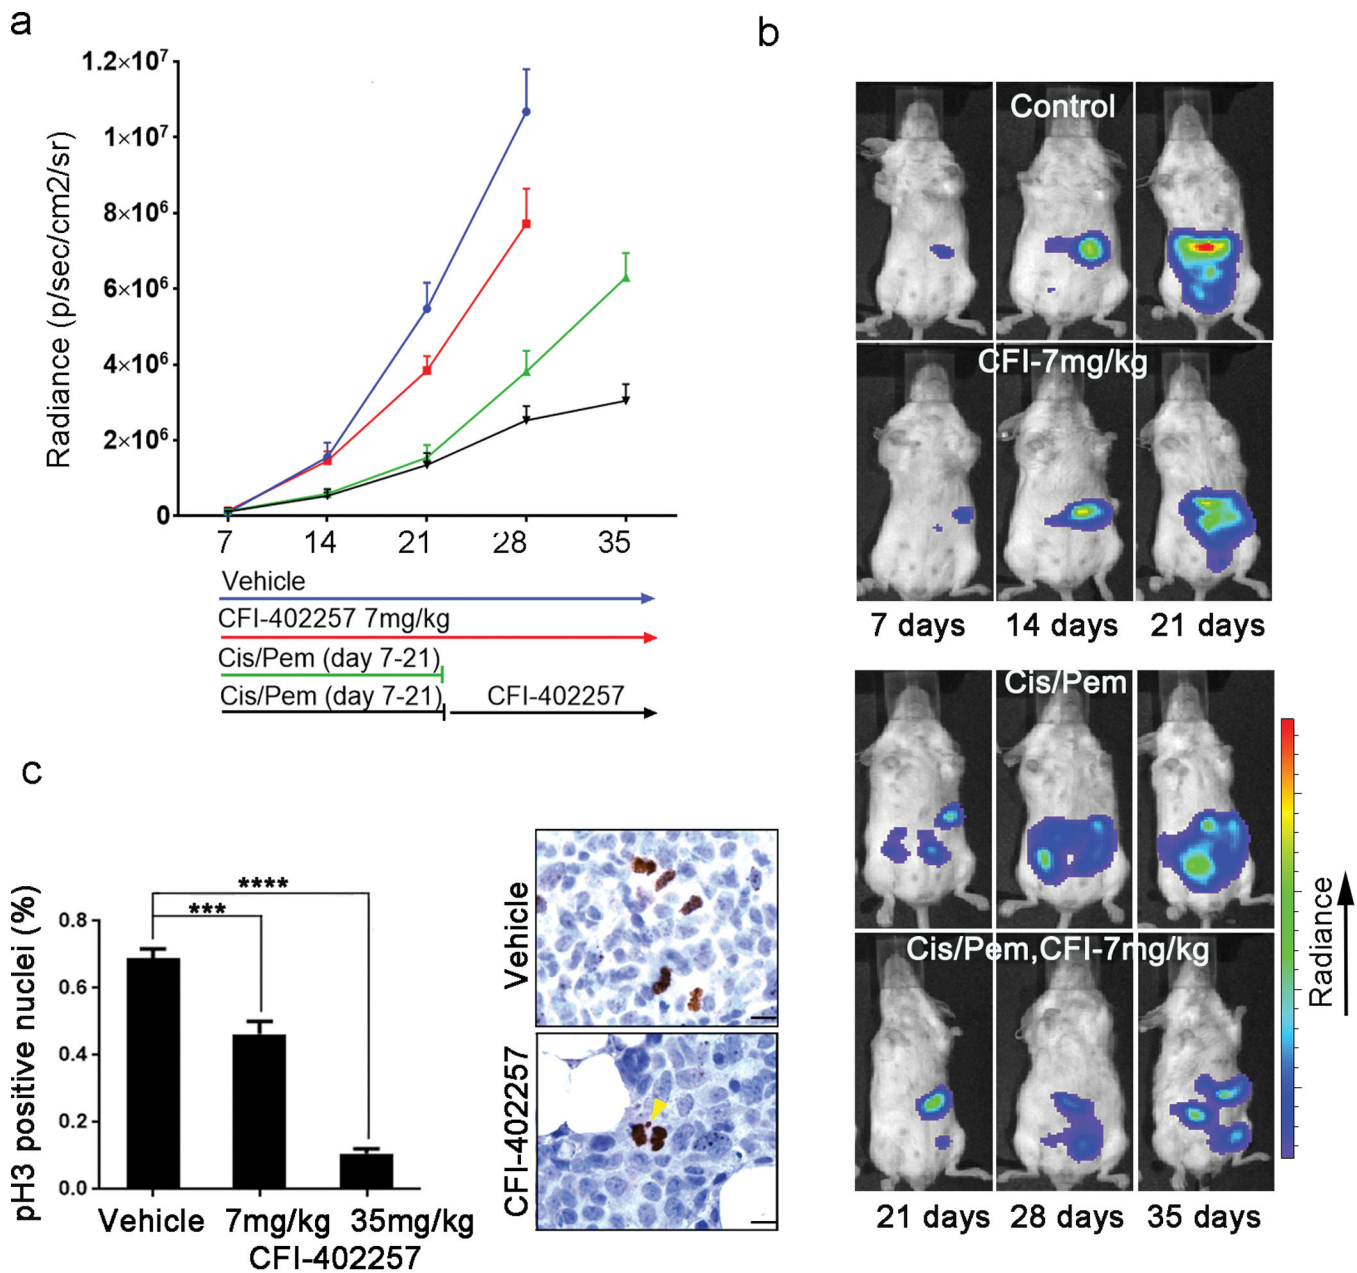 a
1.2×10⁷
1×10⁷
8×10⁶
6×10⁶
4×10⁶
2×10⁶
0
Radiance (p/sec/cm2/sr)
7 14 21 28 35
Vehicle
CFI-402257 7mg/kg
Cis/Pem (day 7-21)
Cis/Pem (day 7-21) CFI-402257
b
Control
CFI-7mg/kg
7 days 14 days 21 days
Cis/Pem
Cis/Pem,CFI-7mg/kg
21 days 28 days 35 days
Radiance
c
pH3 positive nuclei (%)
0.8
0.6
0.4
0.2
0.0
****
***
Vehicle 7mg/kg 35mg/kg
CFI-402257
Vehicle
CFI-402257